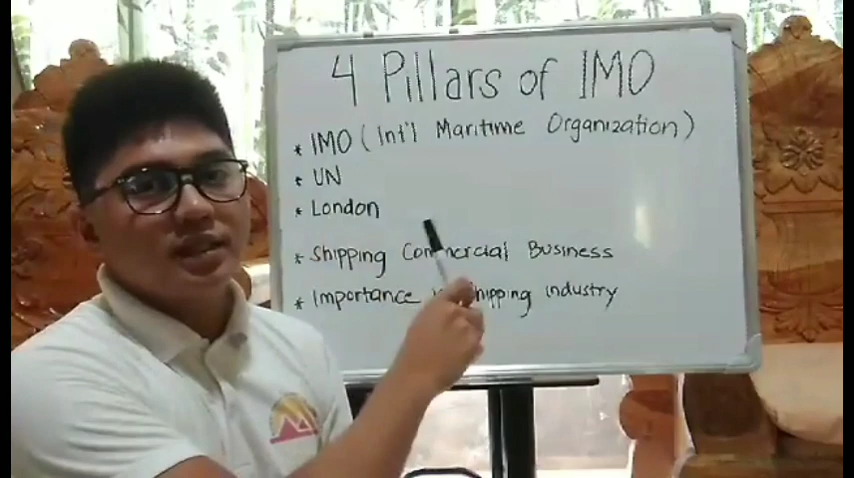 4 Pillars of IMO
* IMO (Int'l Maritime Organization)
* UN
* London
* Shipping Commercial Business
* Importance shipping industry